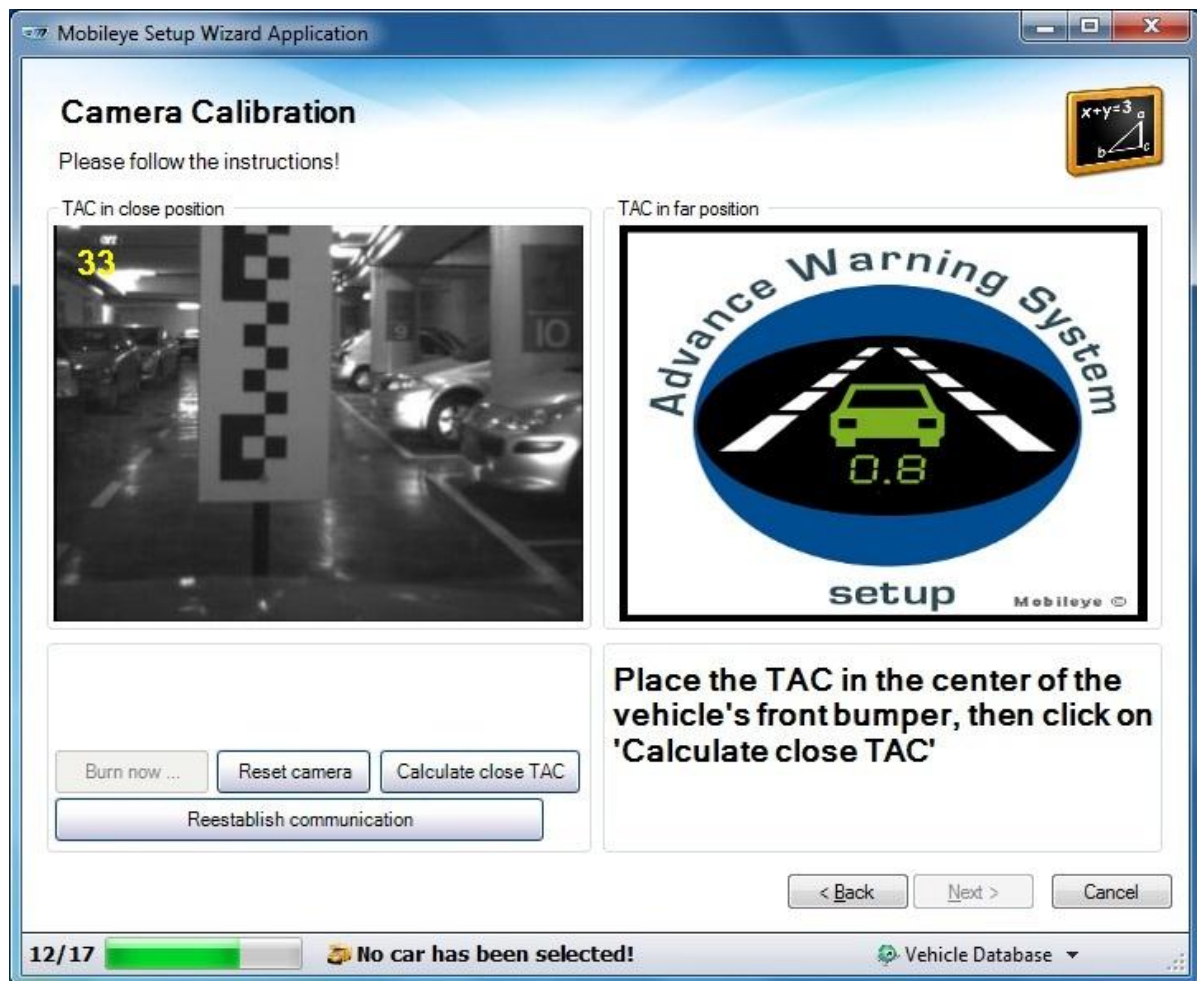 Mobileye Setup Wizard Application
Camera Calibration
Please follow the instructions!
x+y=3
a
b
c
TAC in close position
TAC in far position
33
9
10
Advance Warning System
0.8
setup
Mobileye ©
Place the TAC in the center of the
vehicle's front bumper, then click on
'Calculate close TAC'
Burn now ...
Reset camera
Calculate close TAC
Reestablish communication
< Back
Next >
Cancel
12/17
No car has been selected!
Vehicle Database